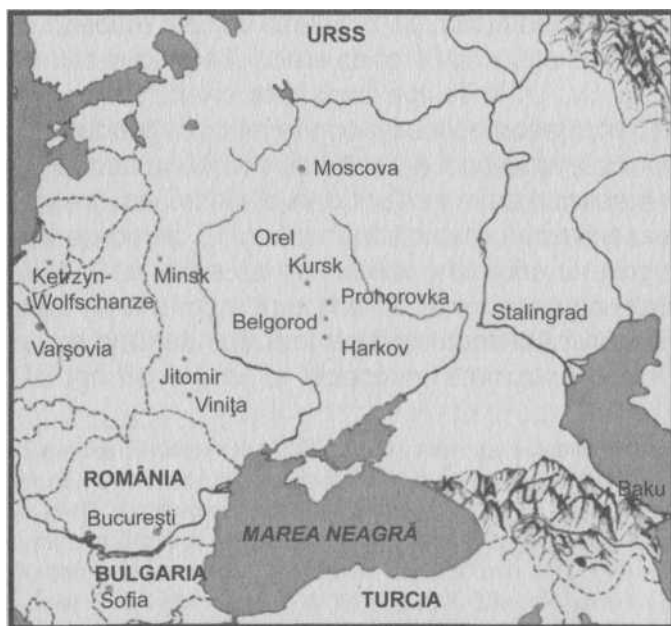 URSS
Moscova
Orel
Kursk
Ketrzyn-
Wolfschanze
Minsk
Prohorovka
Stalingrad
Belgorod
Varşovia
Harkov
Jitomir
Viniţa
ROMÂNIA
K A U
Baku
Bucureşti
MAREA NEAGRĂ
BULGARIA
Sofia
TURCIA